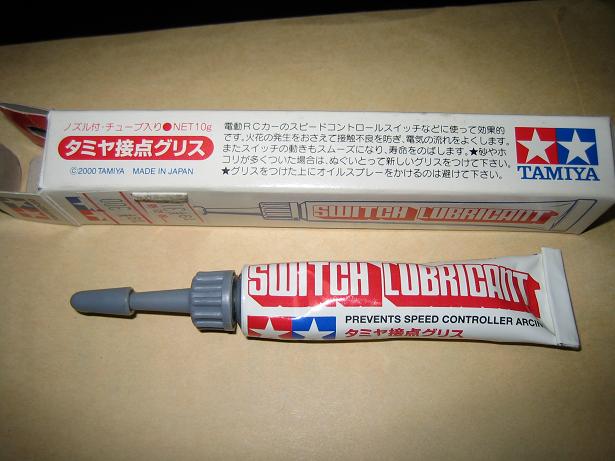 ノズル付・チューブ入り●NET10g
タミヤ接点グリス
©2000 TAMIYA MADE IN JAPAN
電動RCカーのスピードコントロールスイッチなどに使って効果的
です。火花の発生をおさえて接触不良を防ぎ、電気の流れをよくします。
またスイッチの動きもスムーズになり、寿命をのばします。★砂やホ
コリが多くついた場合は、ぬぐいとって新しいグリスをつけて下さい。
★グリスをつけた上にオイルスプレーをかけるのは避けて下さい。
TAMIYA
SWITCH LUBRICANT
SWITCH LUBRICANT
PREVENTS SPEED CONTROLLER ARCIN
タミヤ接点グリス